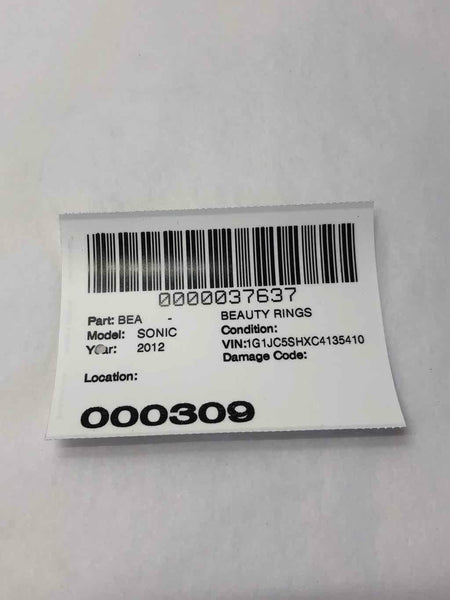 0000037637
Part: BEA - BEAUTY RINGS
Model: SONIC Condition:
Year: 2012 VIN:1G1JC5SHXC4135410
Damage Code:
Location:
000309